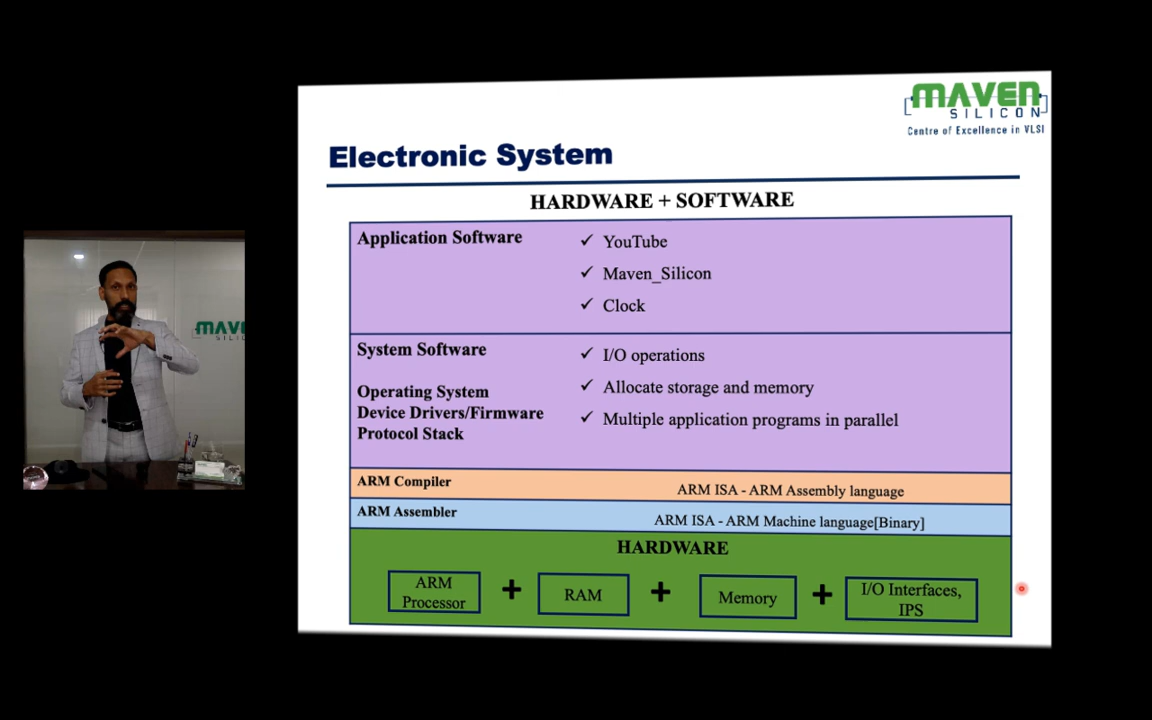 MAVEN
SILICON
Centre of Excellence in VLSI
Electronic System
HARDWARE + SOFTWARE
Application Software
✓ YouTube
✓ Maven_Silicon
✓ Clock
System Software
Operating System
Device Drivers/Firmware
Protocol Stack
✓ I/O operations
✓ Allocate storage and memory
✓ Multiple application programs in parallel
ARM Compiler
ARM ISA - ARM Assembly language
ARM Assembler
ARM ISA - ARM Machine language[Binary]
HARDWARE
ARM
Processor
+
RAM
+
Memory
+
I/O Interfaces,
IPS
MAVE
SILIC